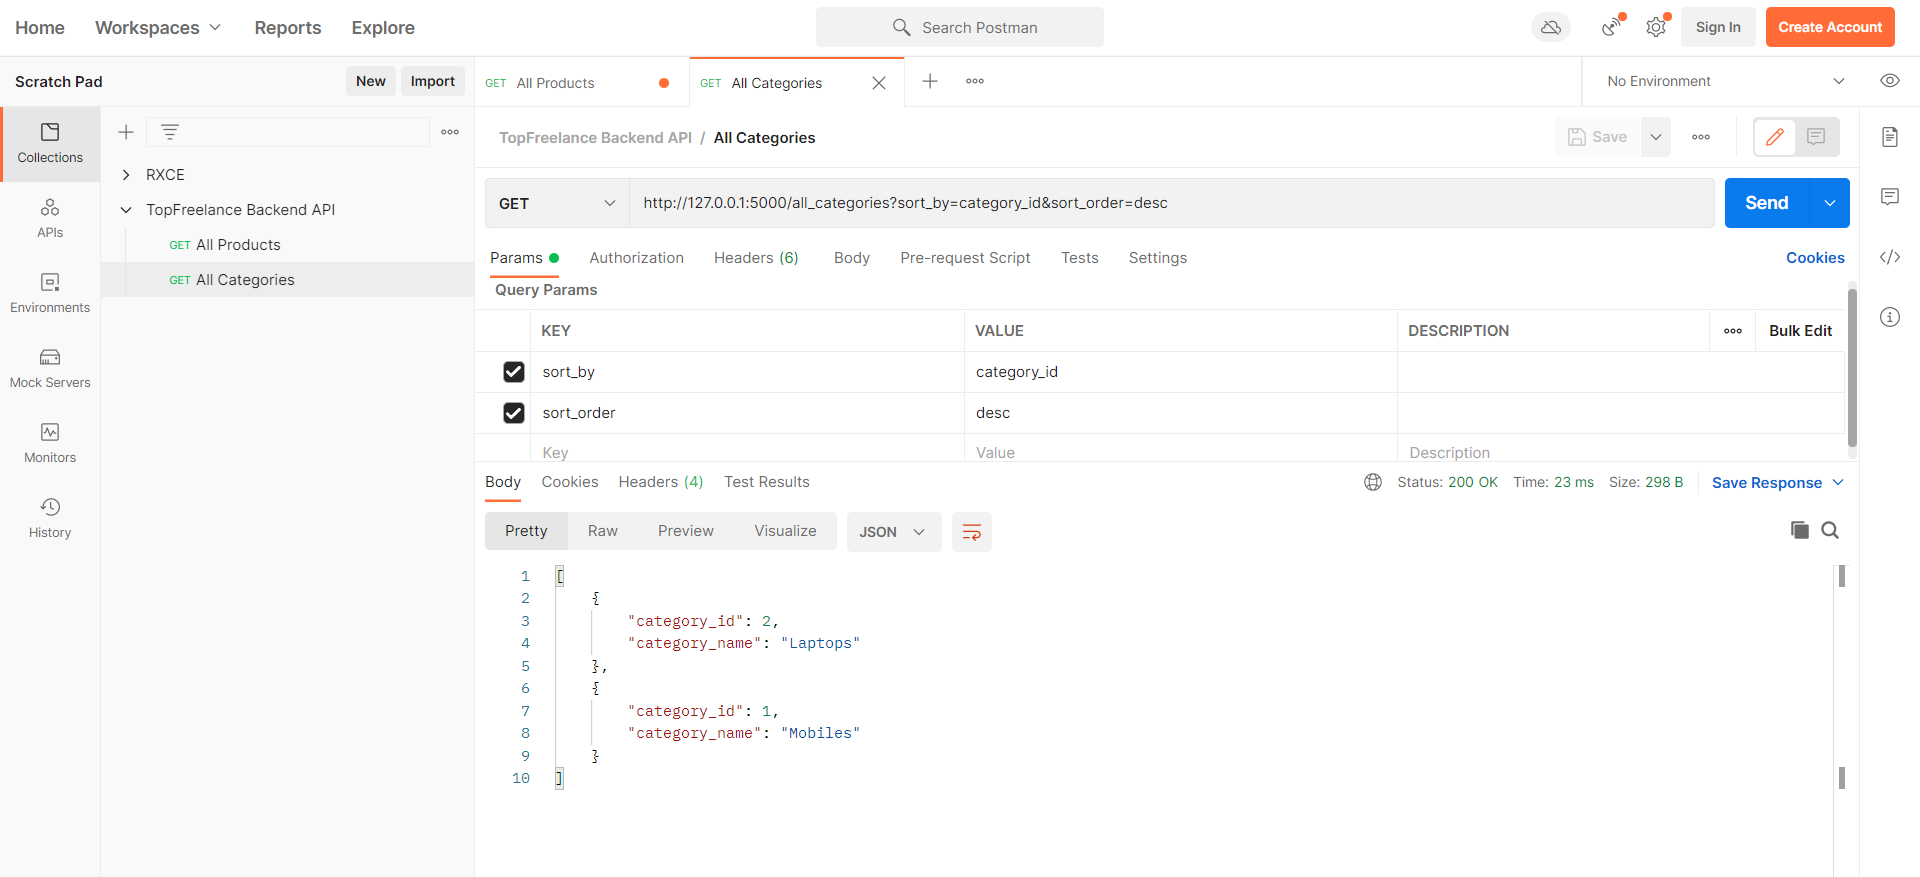 Home Workspaces Reports Explore Search Postman Sign In Create Account
Scratch Pad New Import GET All Products GET All Categories No Environment
TopFreelance Backend API / All Categories Save
Collections
APIs
Environments
Mock Servers
Monitors
History
RXCE
TopFreelance Backend API
GET All Products
GET All Categories
GET http://127.0.0.1:5000/all_categories?sort_by=category_id&sort_order=desc Send
Params Authorization Headers (6) Body Pre-request Script Tests Settings Cookies
Query Params
KEY VALUE DESCRIPTION Bulk Edit
sort_by category_id
sort_order desc
Key Value Description
Body Cookies Headers (4) Test Results Status: 200 OK Time: 23 ms Size: 298 B Save Response
Pretty Raw Preview Visualize JSON
1 [
2 {
3 "category_id": 2,
4 "category_name": "Laptops"
5 },
6 {
7 "category_id": 1,
8 "category_name": "Mobiles"
9 }
10 ]